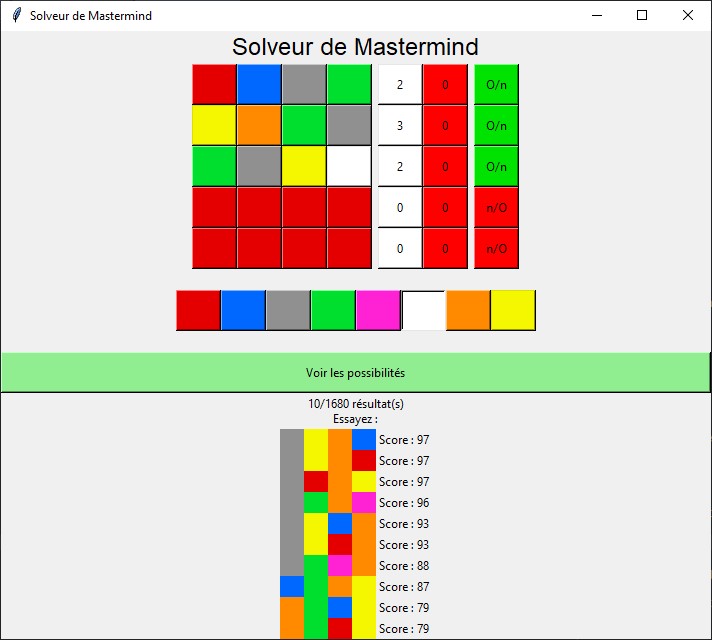 Solveur de Mastermind
Solveur de Mastermind
2 0 O/n
3 0 O/n
2 0 O/n
0 0 n/O
0 0 n/O
Voir les possibilités
10/1680 résultat(s)
Essayez :
Score : 97
Score : 97
Score : 97
Score : 96
Score : 93
Score : 93
Score : 88
Score : 87
Score : 79
Score : 79